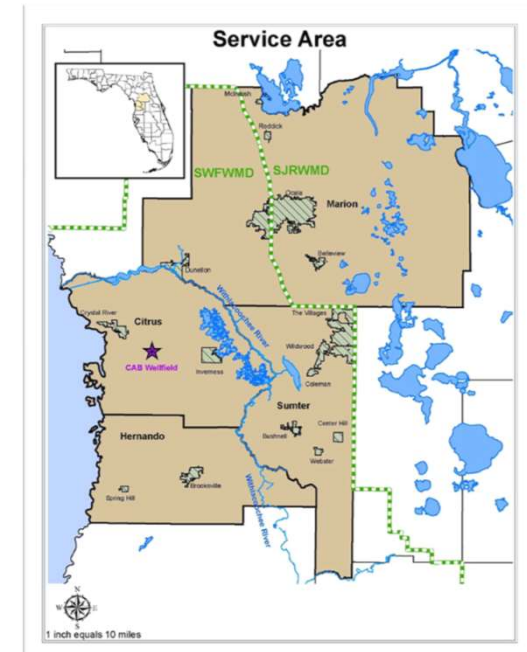 Service Area
McIntosh
Reddick
SWFWMD
SJRWMD
Ocala
Marion
Belleview
Dunellon
Withlacoochee River
The Villages
Crystal River
Citrus
Wildwood
CAB Wellfield
Inverness
Coleman
Sumter
Hernando
Bushnell
Center Hill
Webster
Brooksville
Spring Hill
Withlacoochee River
N
W
E
S
1 inch equals 10 miles